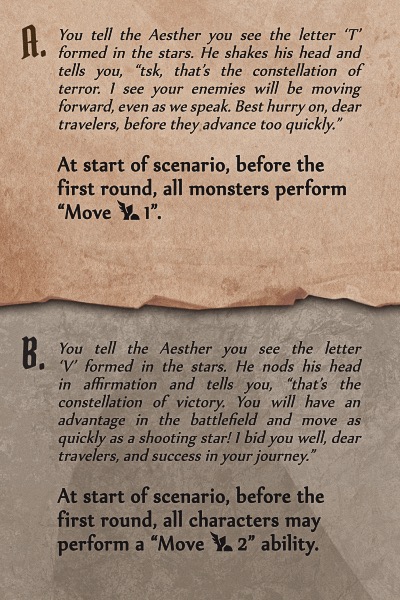 A. You tell the Aesther you see the letter ‘T’
formed in the stars. He shakes his head and
tells you, “tsk, that’s the constellation of
terror. I see your enemies will be moving
forward, even as we speak. Best hurry on, dear
travelers, before they advance too quickly.”
At start of scenario, before the
first round, all monsters perform
“Move 1”.
B. You tell the Aesther you see the letter
‘V’ formed in the stars. He nods his head
in affirmation and tells you, “that’s the
constellation of victory. You will have an
advantage in the battlefield and move as
quickly as a shooting star! I bid you well, dear
travelers, and success in your journey.”
At start of scenario, before the
first round, all characters may
perform a “Move 2” ability.